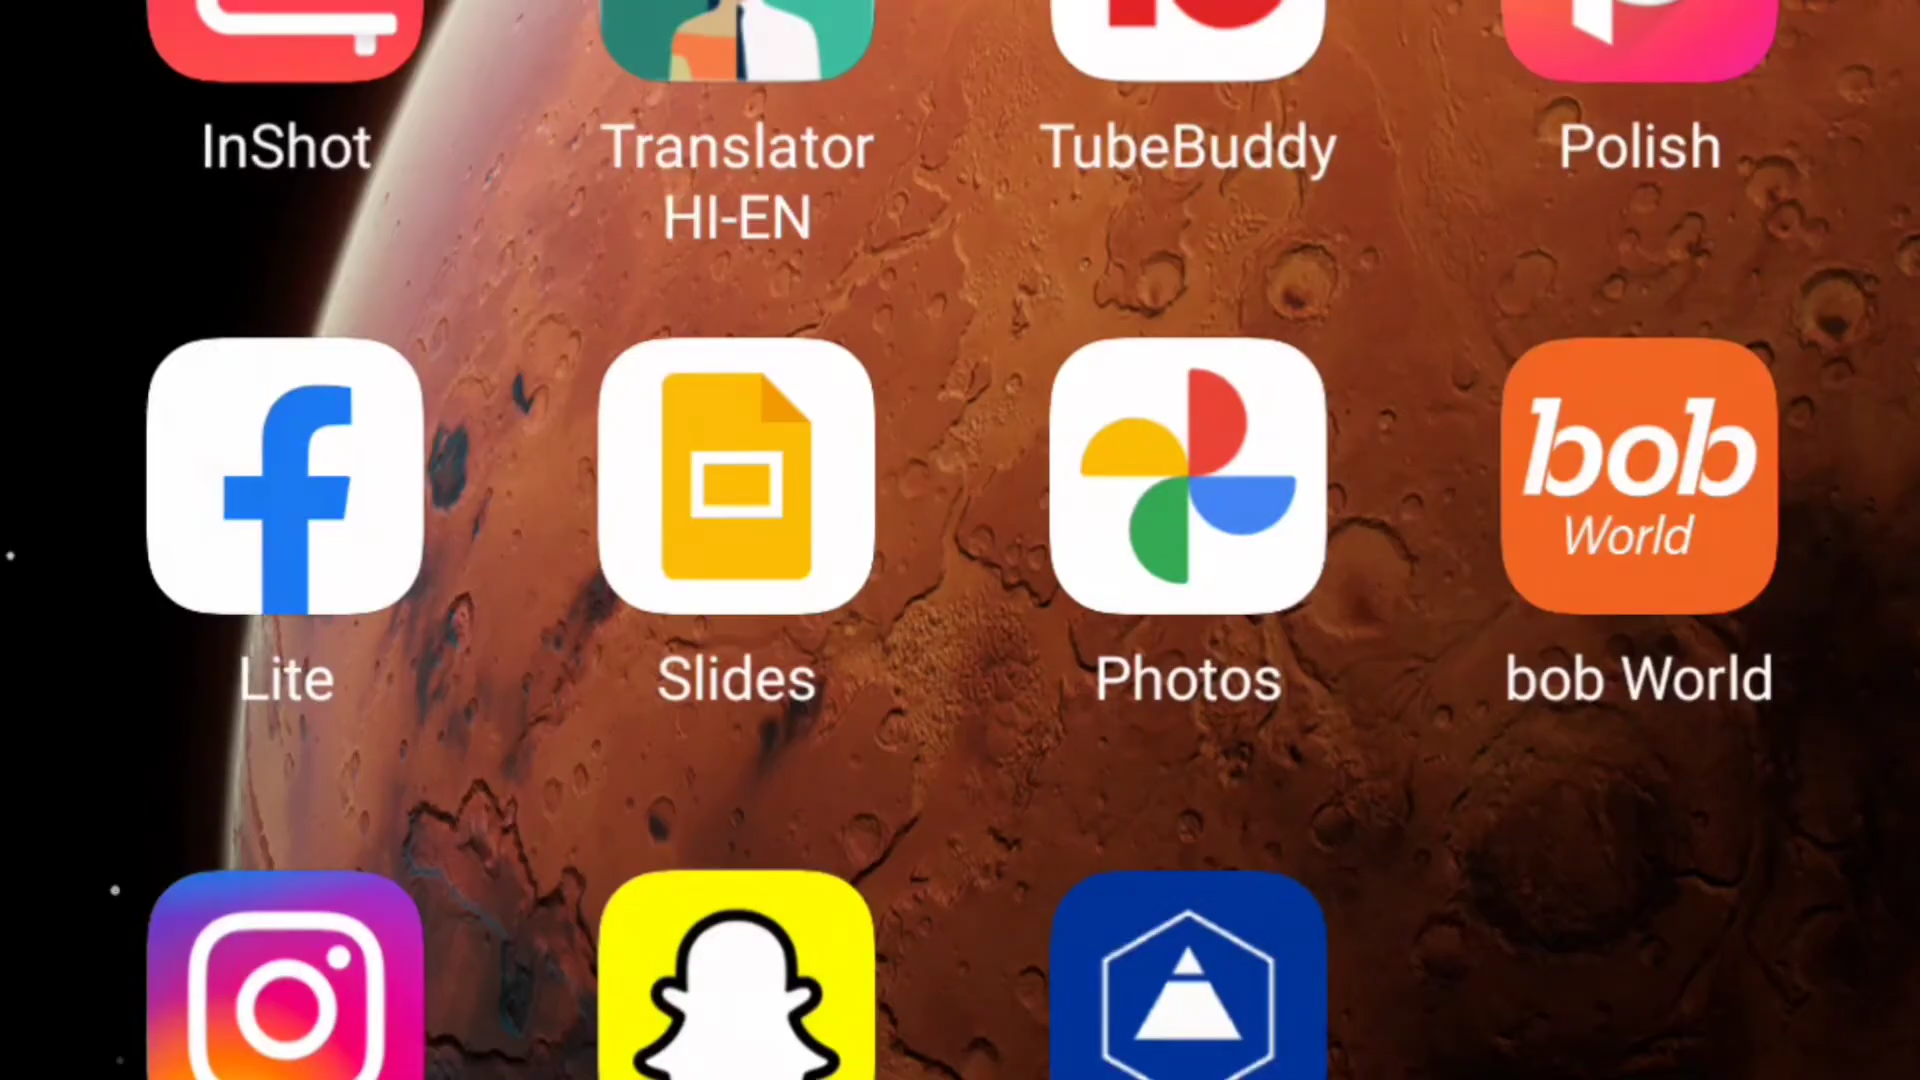 InShot
Translator
HI-EN
TubeBuddy
Polish
bob
World
Lite
Slides
Photos
bob World